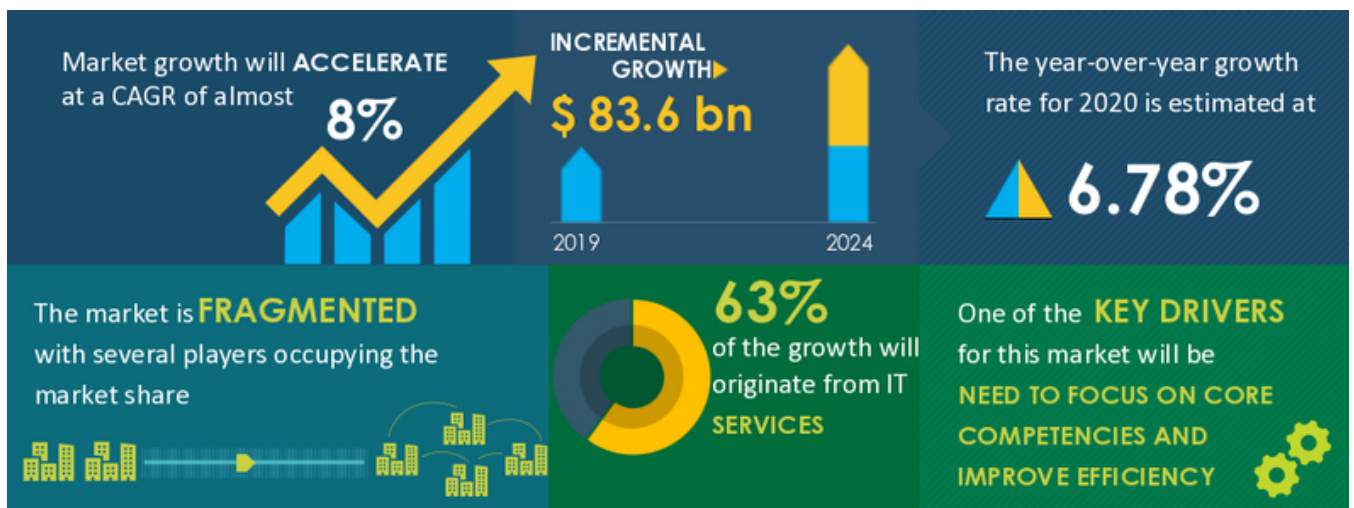 Market growth will ACCELERATE
at a CAGR of almost
8%
INCREMENTAL
GROWTH
$ 83.6 bn
2019
2024
The year-over-year growth
rate for 2020 is estimated at
6.78%
The market is FRAGMENTED
with several players occupying the
market share
63%
of the growth will
originate from IT
SERVICES
One of the KEY DRIVERS
for this market will be
NEED TO FOCUS ON CORE
COMPETENCIES AND
IMPROVE EFFICIENCY